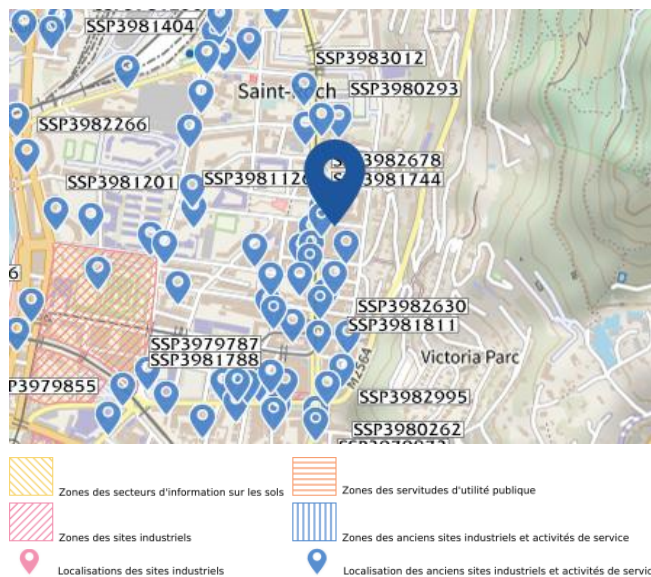 SSP3981404
SSP3983012
SSP3980293
SSP3982266
SSP3982678
SSP3981201
SSP3981744
6
SSP3982630
SSP3981811
SSP3979787
SSP3981788
Victoria Parc
M2564
P3979855
SSP3982995
SSP3980262
Zones des secteurs d'information sur les sols
Zones des servitudes d'utilité publique
Zones des sites industriels
Zones des anciens sites industriels et activités de service
Localisations des sites industriels
Localisation des anciens sites industriels et activités de servic